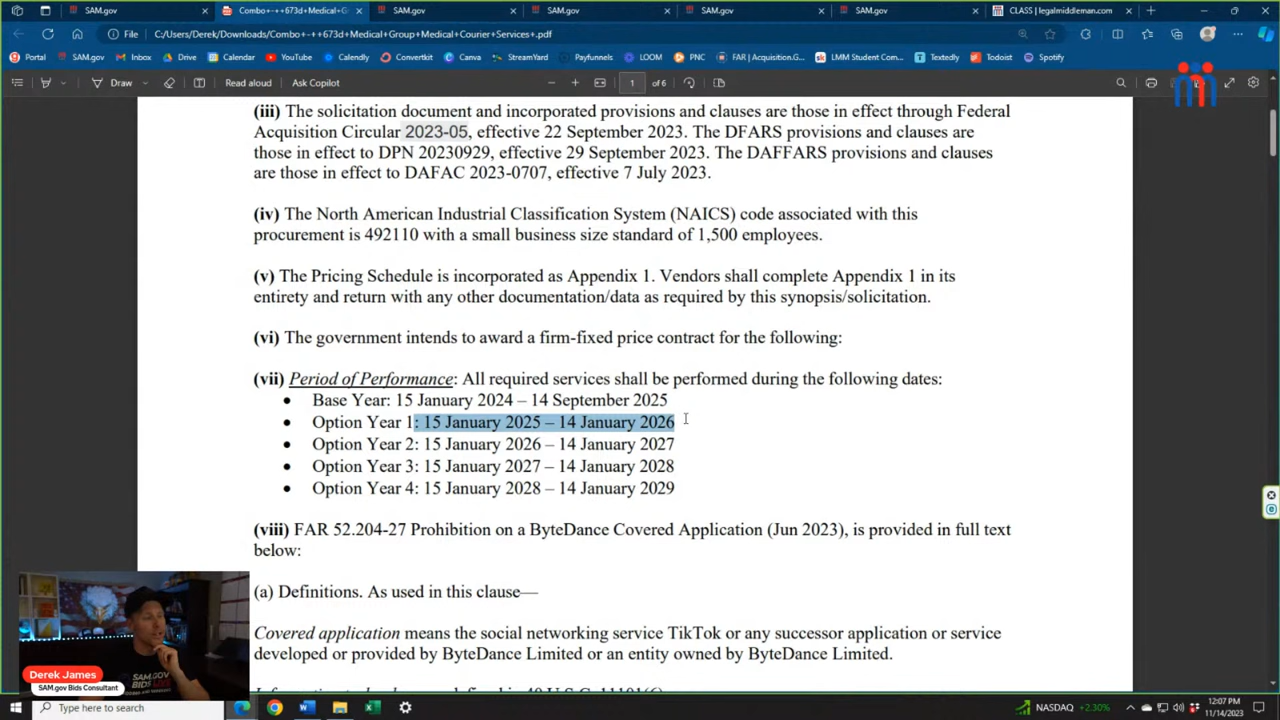 SAM.gov
Combo+-++673d+Medical+G
SAM.gov
SAM.gov
SAM.gov
SAM.gov
CLASS | legalmiddleman.com
File
C:/Users/Derek/Downloads/Combo+-++673d+Medical+Group+Medical+Courier+Services+.pdf
Portal
SAM.gov
Inbox
Drive
Calendar
YouTube
Calendly
Convertkit
Canva
StreamYard
Payfunnels
LOOM
PNC
FAR | Acquisition.G
LMM Student Com...
Textedly
Todoist
Spotify
Draw
Read aloud
Ask Copilot
1
of 6
(iii) The solicitation document and incorporated provisions and clauses are those in effect through Federal
Acquisition Circular 2023-05, effective 22 September 2023. The DFARS provisions and clauses are
those in effect to DPN 20230929, effective 29 September 2023. The DAFFARS provisions and clauses
are those in effect to DAFAC 2023-0707, effective 7 July 2023.
(iv) The North American Industrial Classification System (NAICS) code associated with this
procurement is 492110 with a small business size standard of 1,500 employees.
(v) The Pricing Schedule is incorporated as Appendix 1. Vendors shall complete Appendix 1 in its
entirety and return with any other documentation/data as required by this synopsis/solicitation.
(vi) The government intends to award a firm-fixed price contract for the following:
(vii) Period of Performance: All required services shall be performed during the following dates:
• Base Year: 15 January 2024 – 14 September 2025
• Option Year 1: 15 January 2025 – 14 January 2026
• Option Year 2: 15 January 2026 – 14 January 2027
• Option Year 3: 15 January 2027 – 14 January 2028
• Option Year 4: 15 January 2028 – 14 January 2029
(viii) FAR 52.204-27 Prohibition on a ByteDance Covered Application (Jun 2023), is provided in full text
below:
(a) Definitions. As used in this clause—
Covered application means the social networking service TikTok or any successor application or service
developed or provided by ByteDance Limited or an entity owned by ByteDance Limited.
SAM.GOV
BIDS
Derek James
SAM.gov Bids Consultant
Type here to search
NASDAQ
+2.30%
12:07 PM
11/14/2023